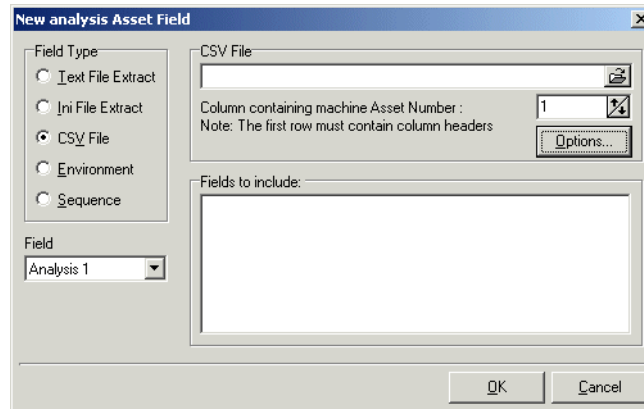 New analysis Asset Field
Field Type
Text File Extract
Ini File Extract
CSV File
Environment
Sequence
Field
Analysis 1
CSV File
Column containing machine Asset Number :
1
Note: The first row must contain column headers
Options...
Fields to include:
OK
Cancel